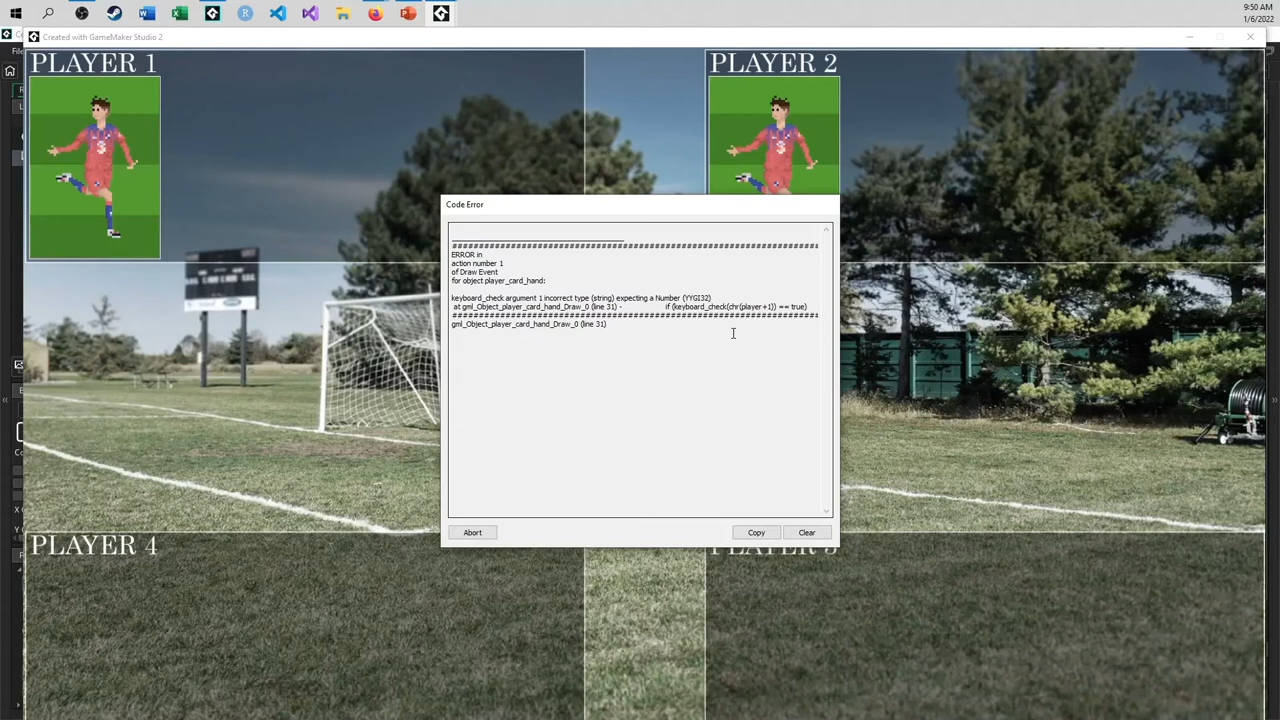 9:50 AM
1/6/2022
Created with GameMaker Studio 2
PLAYER 1
PLAYER 2
Code Error
############################################################################################
ERROR in
action number 1
of Draw Event
for object player_card_hand:
keyboard_check argument 1 incorrect type (string) expecting a Number (YYGI32)
at gml_Object_player_card_hand_Draw_0 (line 31) - if (keyboard_check(chr(player+1)) == true)
############################################################################################
gml_Object_player_card_hand_Draw_0 (line 31)
Abort
Copy
Clear
PLAYER 4
PLAYER 3